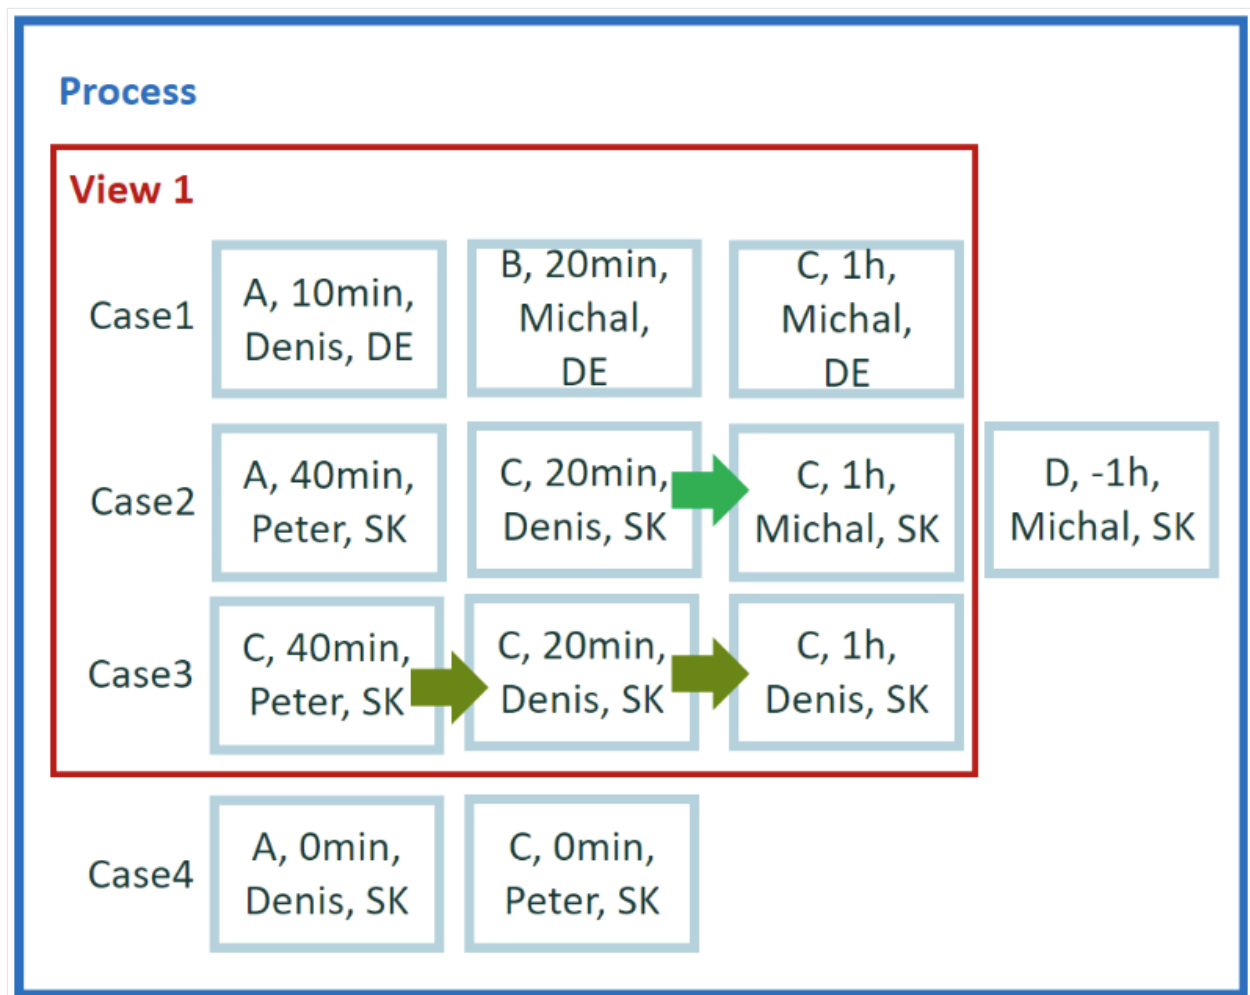 Process
View 1
Case1
A, 10min,
Denis, DE
B, 20min,
Michal,
DE
C, 1h,
Michal,
DE
Case2
A, 40min,
Peter, SK
C, 20min,
Denis, SK
C, 1h,
Michal, SK
D, -1h,
Michal, SK
Case3
C, 40min,
Peter, SK
C, 20min,
Denis, SK
C, 1h,
Denis, SK
Case4
A, 0min,
Denis, SK
C, 0min,
Peter, SK